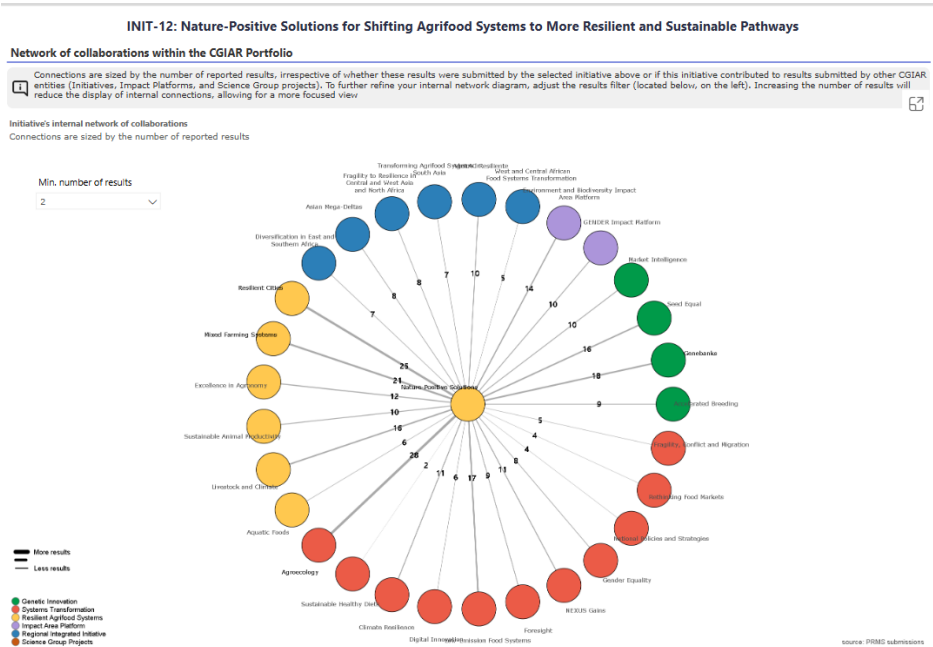 INIT-12: Nature-Positive Solutions for Shifting Agrifood Systems to More Resilient and Sustainable Pathways
Network of collaborations within the CGIAR Portfolio
Connections are sized by the number of reported results, irrespective of whether these results were submitted by the selected initiative above or if this initiative contributed to results submitted by other CGIAR
entities (Initiatives, Impact Platforms, and Science Group projects). To further refine your internal network diagram, adjust the results filter (located below, on the left). Increasing the number of results will
reduce the display of internal connections, allowing for a more focused view
Initiative's internal network of collaborations
Connections are sized by the number of reported results
Min. number of results
2
Transforming Agrifood
South Asia
West and Central African
Food Systems Transformation
Fragility to Resilience in
Central and West Asia
and North Africa
Environment and Biodiversity Impact
Area Platform
Asian Mega-Deltas
GENDER Impact Platform
Diversification in East and
Southern Africa
Market Intelligence
Resilient Cities
Seed Equal
Mixed Farming Systems
Genebanks
Excellence in Agronomy
Nature Positive Solutions
Accelerated Breeding
Sustainable Animal Productivity
Fragility, Conflict and Migration
Livestock and Climate
Rethinking Food Markets
Aquatic Foods
National Policies and Strategies
Agroecology
Gender Equality
Sustainable Healthy Diets
NEXUS Gains
Climate Resilience
Foresight
Digital Innovation
Emission Food Systems
7
8
8
7
10
5
14
10
10
16
18
9
5
4
4
8
11
9
17
6
11
2
28
6
16
10
12
21
25
More results
Less results
Genetic Innovation
Systems Transformation
Resilient Agrifood Systems
Impact Area Platform
Regional Integrated Initiative
Science Group Projects
source: PRMS submissions